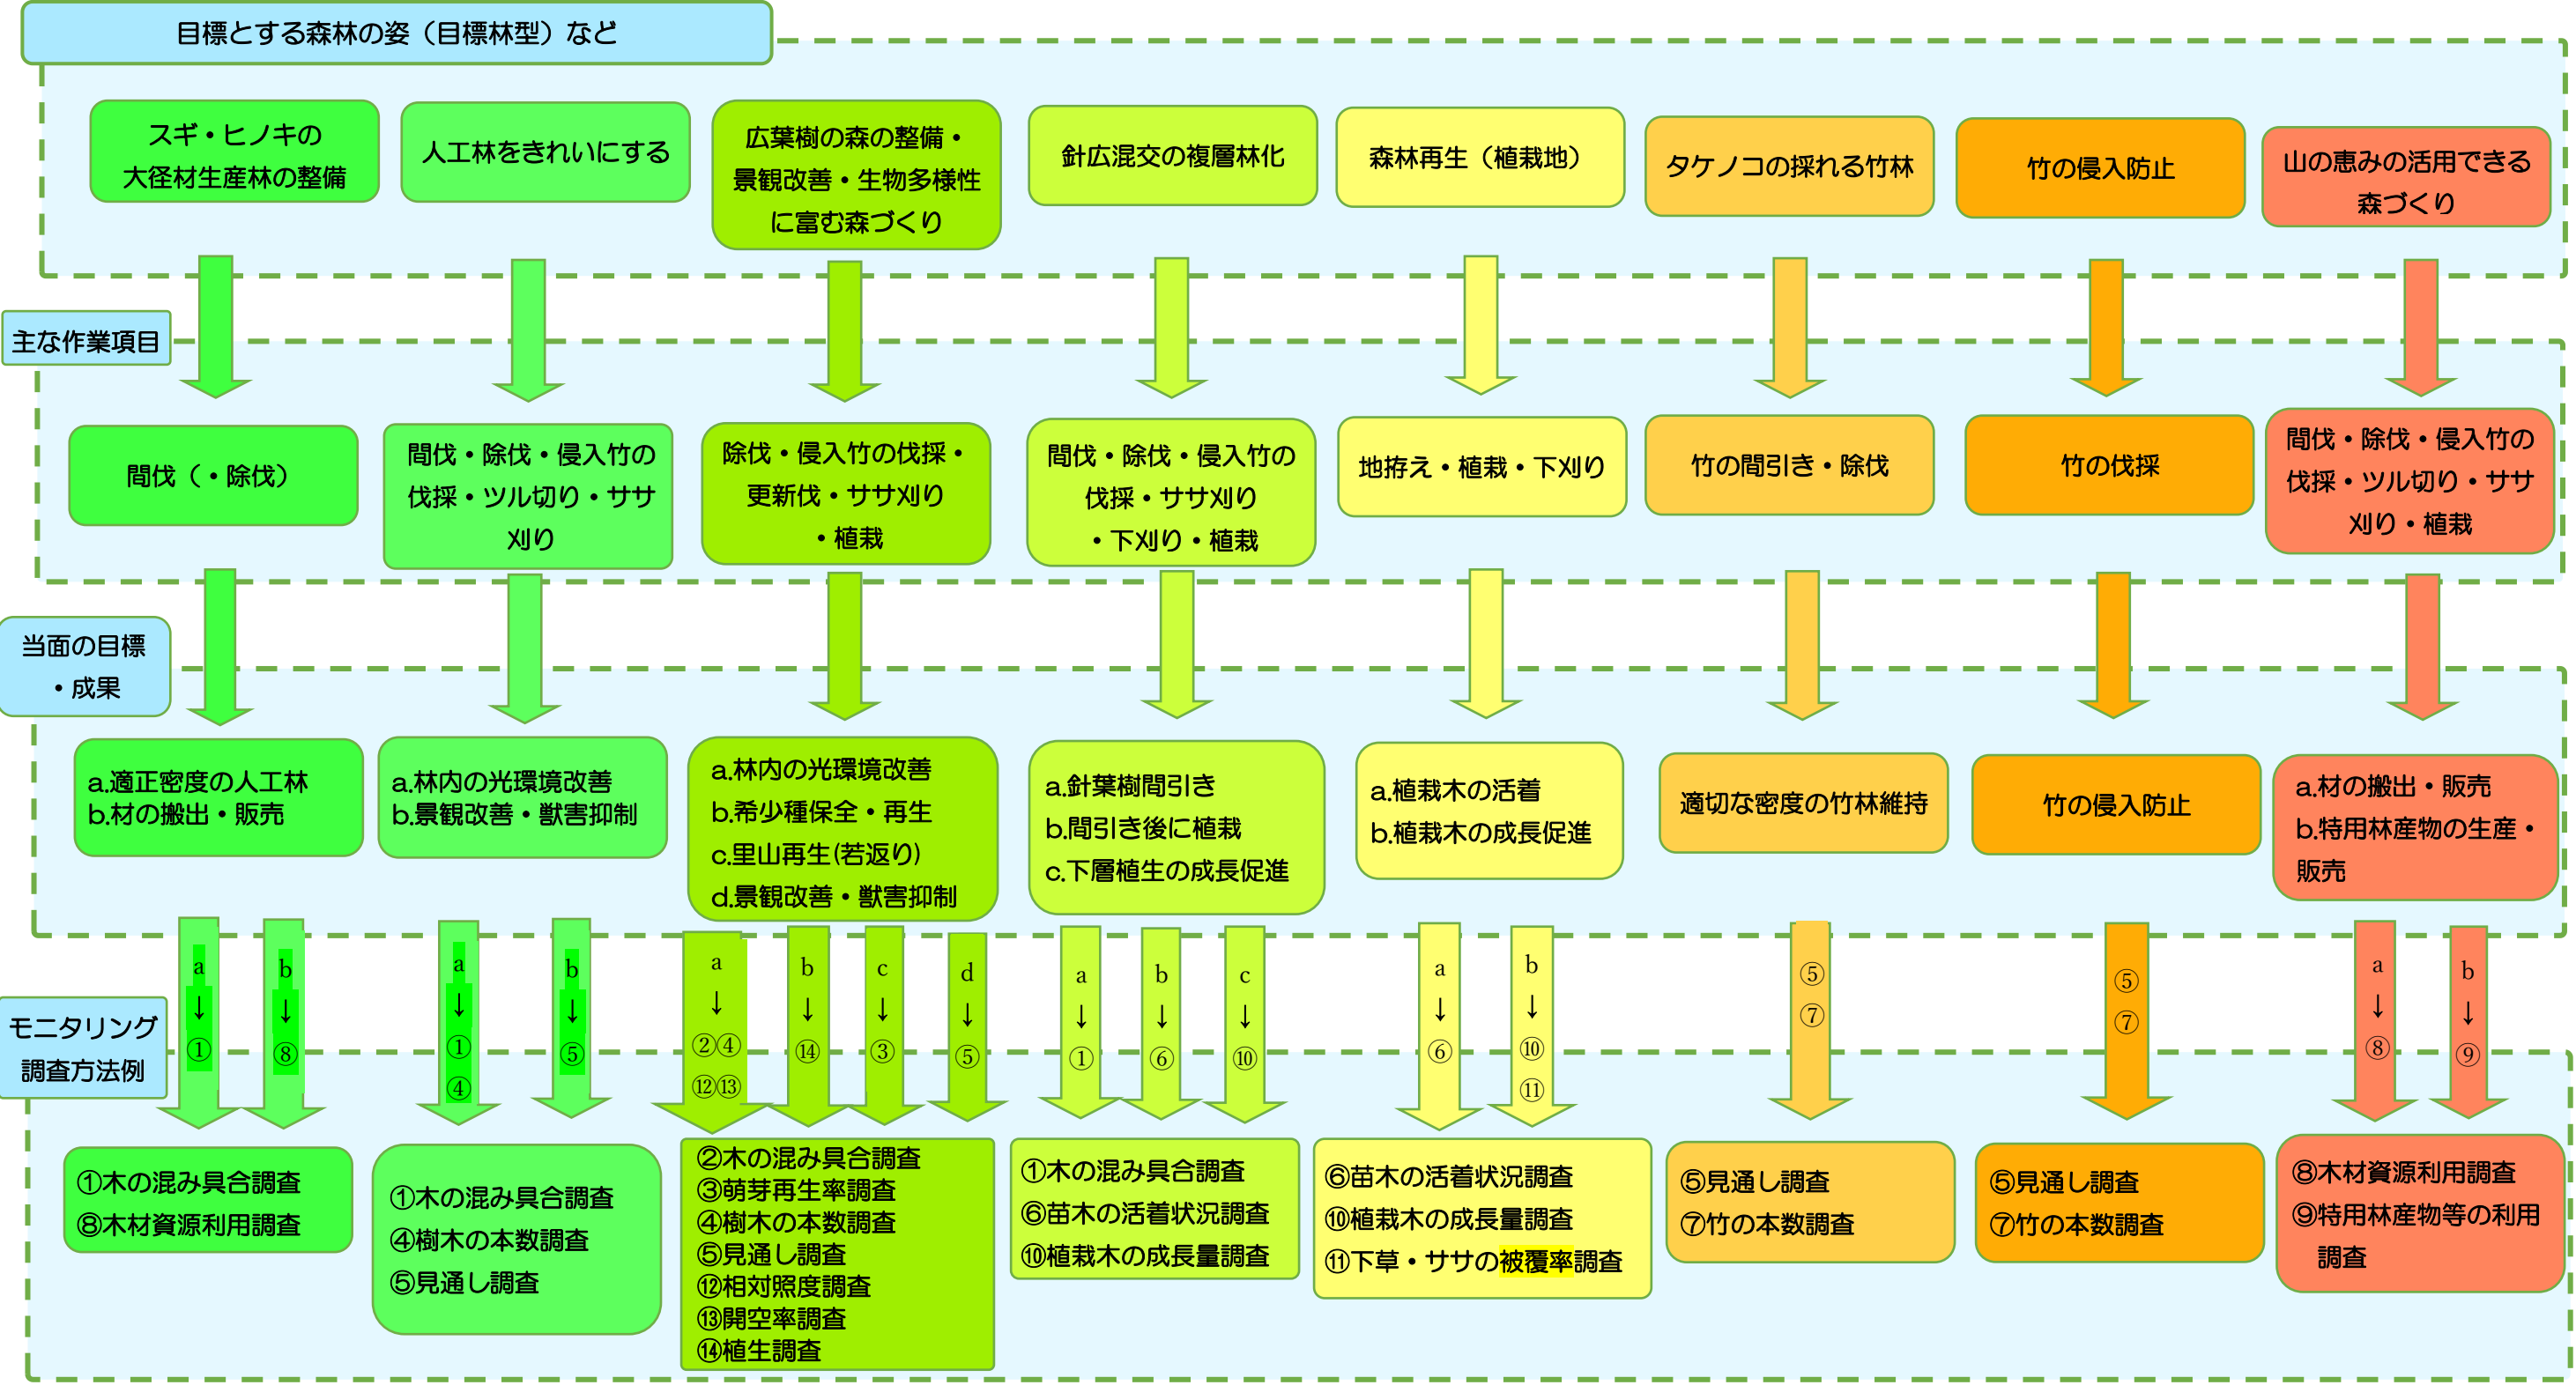 目標とする森林の姿（目標林型）など
スギ・ヒノキの
大径材生産林の整備
人工林をきれいにする
広葉樹の森の整備・
景観改善・生物多様性
に富む森づくり
針広混交の複層林化
森林再生（植栽地）
タケノコの採れる竹林
竹の侵入防止
山の恵みの活用できる
森づくり
主な作業項目
間伐（・除伐）
間伐・除伐・侵入竹の
伐採・ツル切り・ササ
刈り
除伐・侵入竹の伐採・
更新伐・ササ刈り
・植栽
間伐・除伐・侵入竹の
伐採・ササ刈り
・下刈り・植栽
地拵え・植栽・下刈り
竹の間引き・除伐
竹の伐採
間伐・除伐・侵入竹の
伐採・ツル切り・ササ
刈り・植栽
当面の目標
・成果
a.適正密度の人工林
b.材の搬出・販売
a.林内の光環境改善
b.景観改善・獣害抑制
a.林内の光環境改善
b.希少種保全・再生
c.里山再生(若返り)
d.景観改善・獣害抑制
a.針葉樹間引き
b.間引き後に植栽
c.下層植生の成長促進
a.植栽木の活着
b.植栽木の成長促進
適切な密度の竹林維持
竹の侵入防止
a.材の搬出・販売
b.特用林産物の生産・
販売
モニタリング
調査方法例
a
↓
①
b
↓
⑧
a
↓
①
④
b
↓
⑤
a
↓
②④
⑫⑬
b
↓
⑭
c
↓
③
d
↓
⑤
a
↓
①
b
↓
⑥
c
↓
⑩
a
↓
⑥
b
↓
⑩
⑪
⑤
⑦
⑤
⑦
a
↓
⑧
b
↓
⑨
①木の混み具合調査
⑧木材資源利用調査
①木の混み具合調査
④樹木の本数調査
⑤見通し調査
②木の混み具合調査
③萌芽再生率調査
④樹木の本数調査
⑤見通し調査
⑫相対照度調査
⑬開空率調査
⑭植生調査
①木の混み具合調査
⑥苗木の活着状況調査
⑩植栽木の成長量調査
⑥苗木の活着状況調査
⑩植栽木の成長量調査
⑪下草・ササの被覆率調査
⑤見通し調査
⑦竹の本数調査
⑤見通し調査
⑦竹の本数調査
⑧木材資源利用調査
⑨特用林産物等の利用
調査